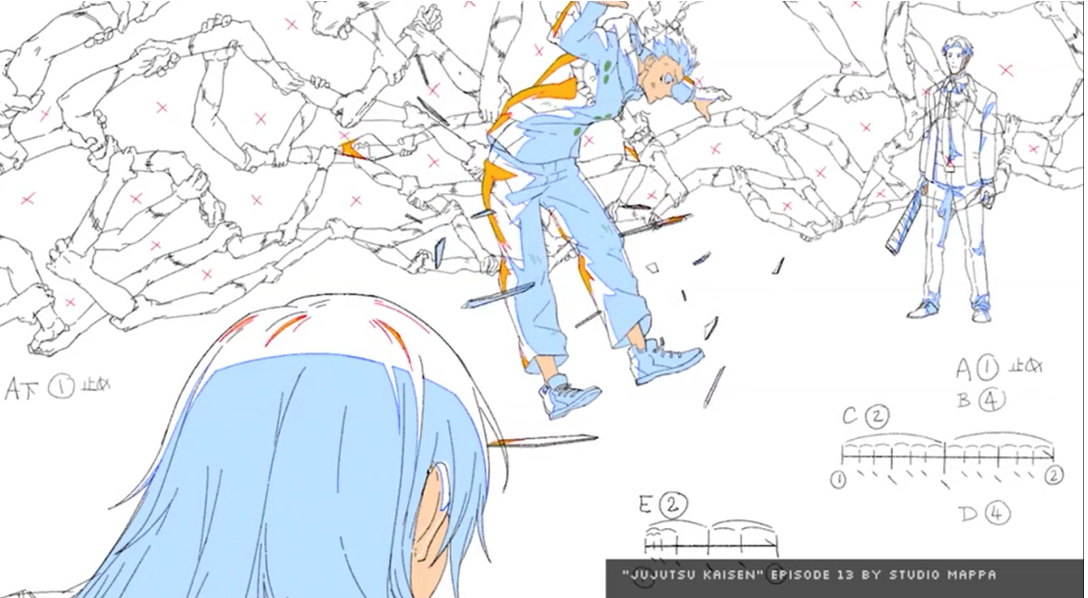 A下 ① 止め
A ① 止め
B ④
C ②
① ②
D ④
E ②
"JUJUTSU KAISEN" EPISODE 13 BY STUDIO MAPPA